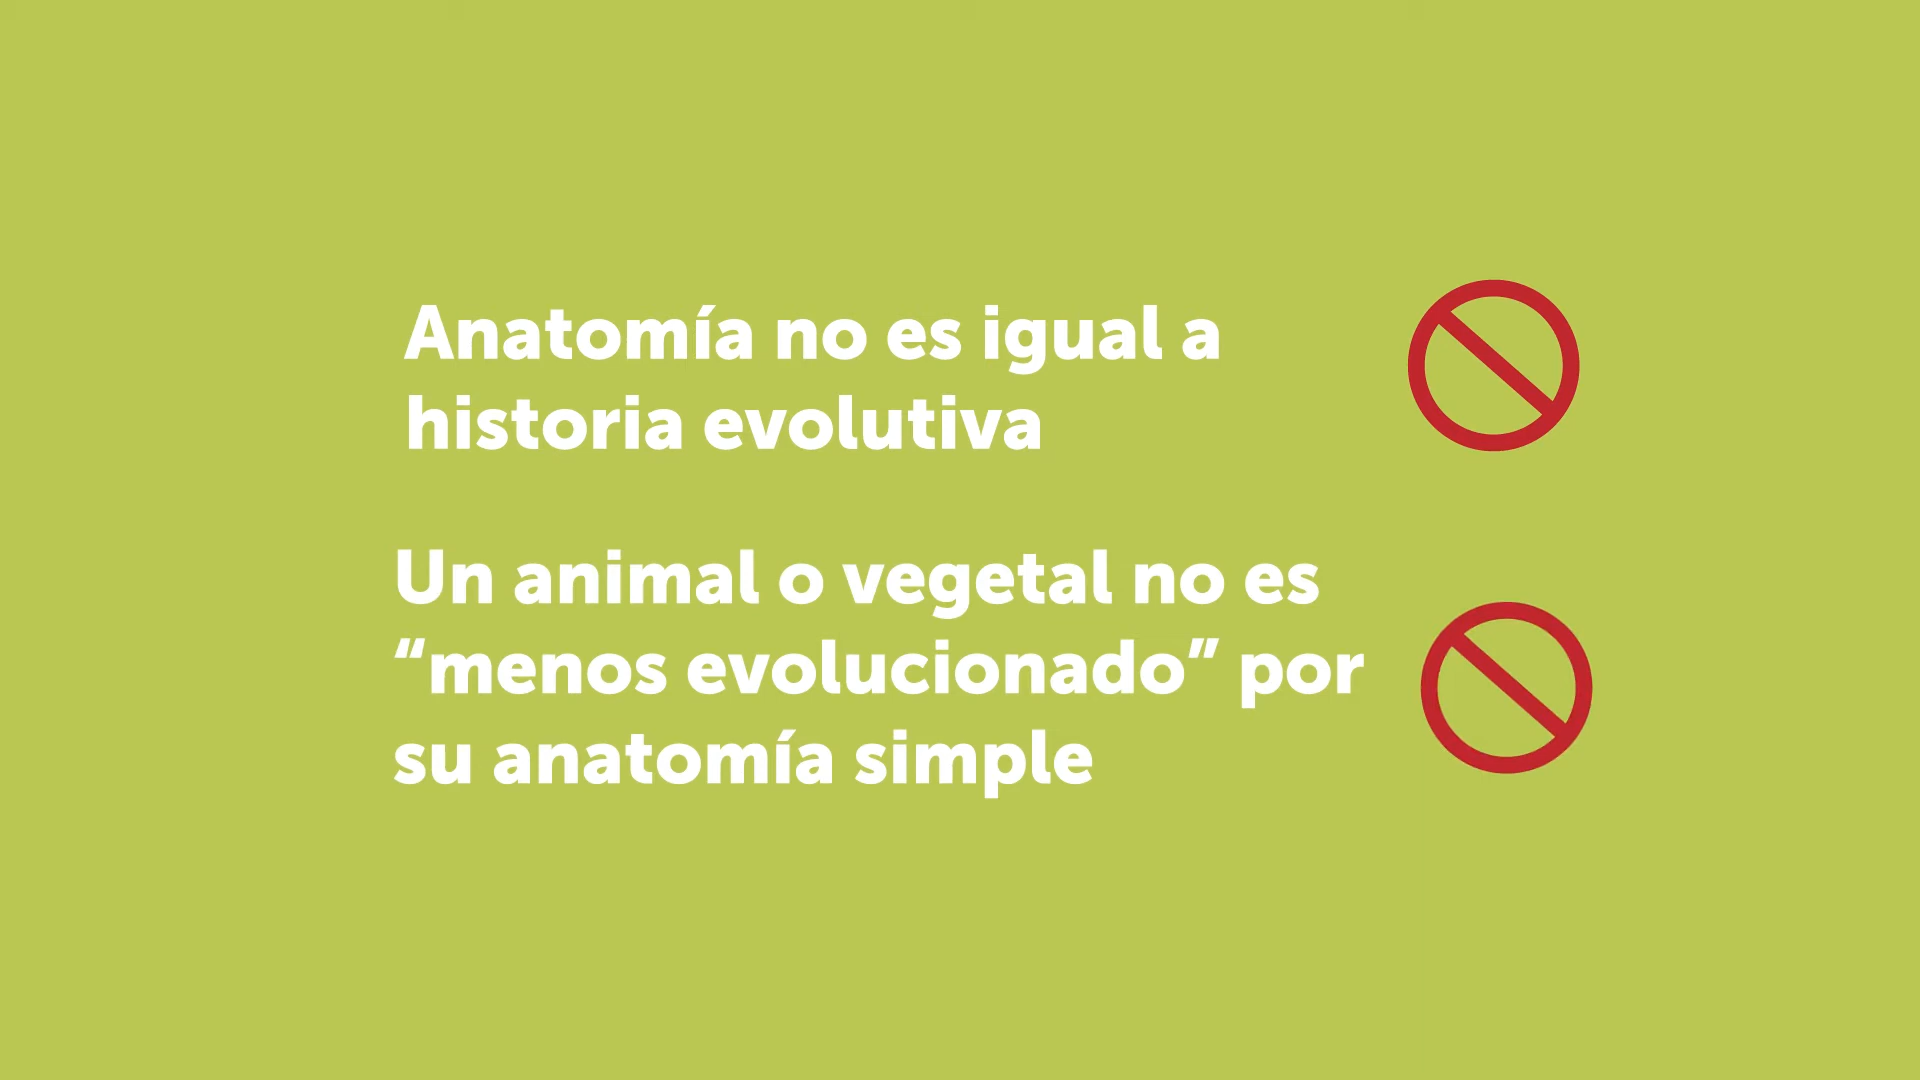 Anatomía no es igual a
historia evolutiva
Un animal o vegetal no es
“menos evolucionado” por
su anatomía simple